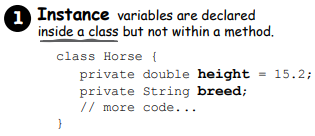 1 Instance variables are declared
inside a class but not within a method.
class Horse {
private double height = 15.2;
private String breed;
// more code...
}